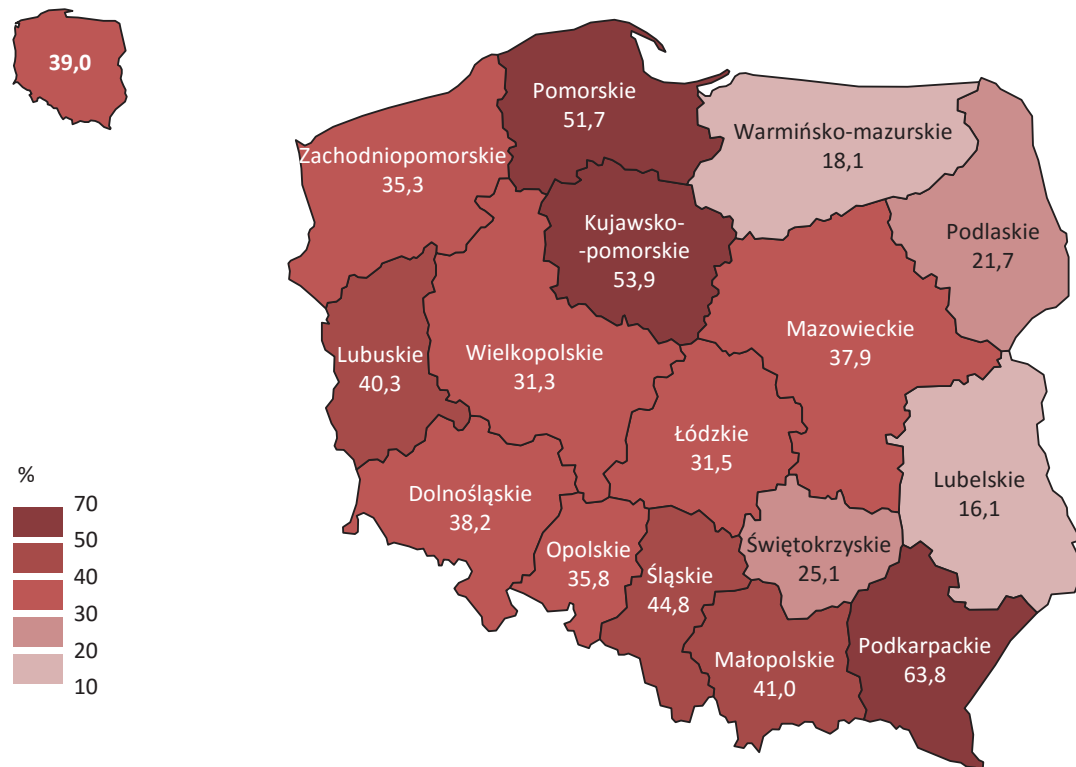 39,0
Pomorskie
51,7
Warmińsko-mazurskie
18,1
Zachodniopomorskie
35,3
Kujawsko-
-pomorskie
53,9
Podlaskie
21,7
Mazowieckie
37,9
Lubuskie
40,3
Wielkopolskie
31,3
Łódzkie
31,5
Lubelskie
16,1
Dolnośląskie
38,2
Opolskie
35,8
Śląskie
44,8
Świętokrzyskie
25,1
Małopolskie
41,0
Podkarpackie
63,8
%
70
50
40
30
20
10